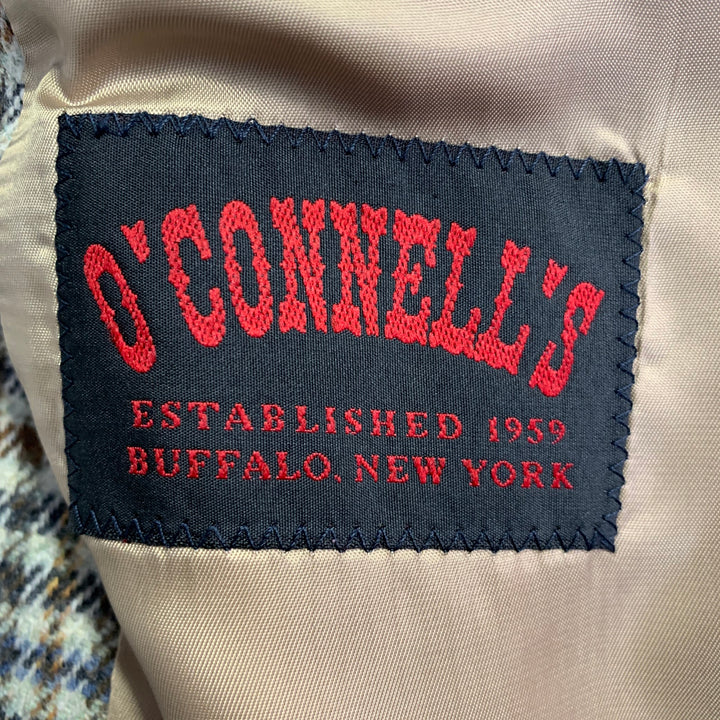 O'CONNELL'S
ESTABLISHED 1959
BUFFALO, NEW YORK